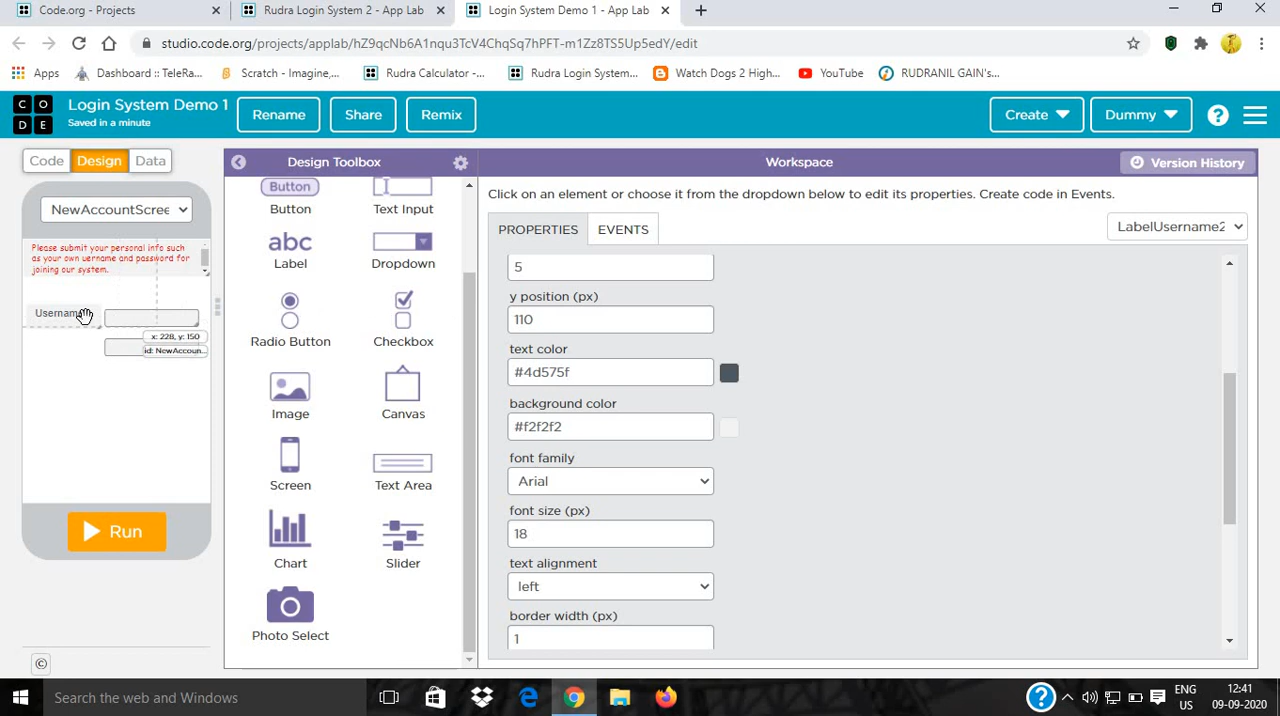 Code.org - Projects
Rudra Login System 2 - App Lab
Login System Demo 1 - App Lab
studio.code.org/projects/applab/hZ9qcNb6A1nqu3TcV4ChqSq7hPFT-m1Zz8TS5Up5edY/edit
Apps
Dashboard :: TeleRa...
Scratch - Imagine,...
Rudra Calculator -...
Rudra Login System...
Watch Dogs 2 High...
YouTube
RUDRANIL GAIN's...
C O
D E
Login System Demo 1
Saved in a minute
Rename
Share
Remix
Create
Dummy
Version History
Code
Design
Data
Design Toolbox
Workspace
NewAccountScree
Please submit your personal info such
as your own uername and password for
joining our system.
Username
x: 228, y: 150
id: NewAccoun...
Run
Button
Button
Text Input
abc
Label
Dropdown
Radio Button
Checkbox
Image
Canvas
Screen
Text Area
Chart
Slider
Photo Select
Click on an element or choose it from the dropdown below to edit its properties. Create code in Events.
PROPERTIES
EVENTS
LabelUsername2
5
y position (px)
110
text color
#4d575f
background color
#f2f2f2
font family
Arial
font size (px)
18
text alignment
left
border width (px)
1
©
Search the web and Windows
ENG
US
12:41
09-09-2020